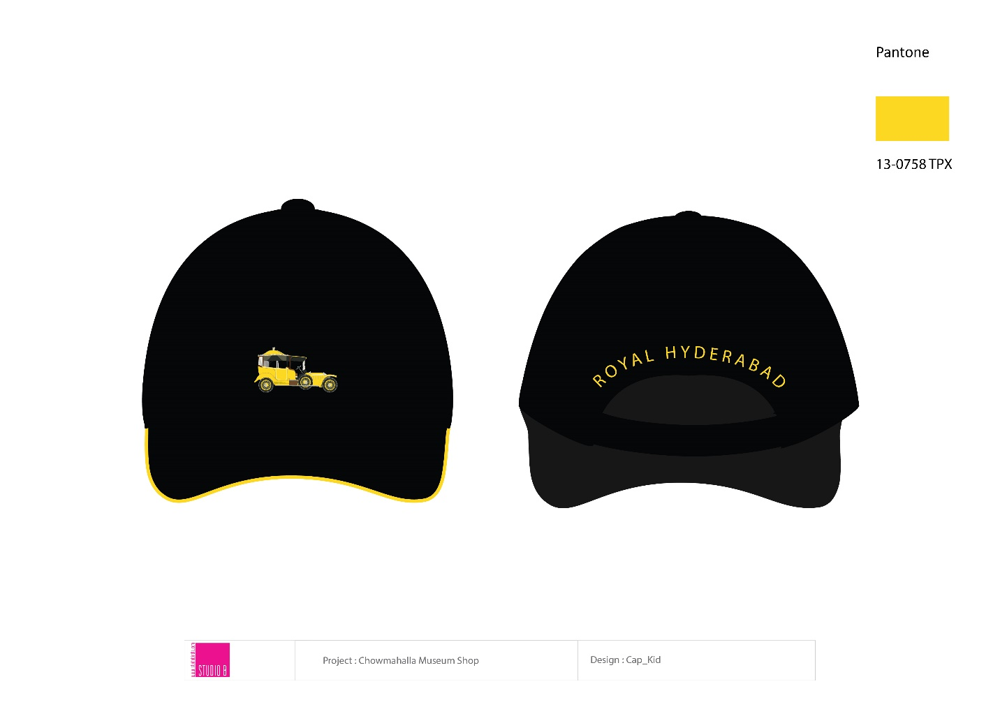 Pantone
13-0758 TPX
ROYAL HYDERABAD
STUDIO B
Project : Chowmahalla Museum Shop
Design : Cap_Kid